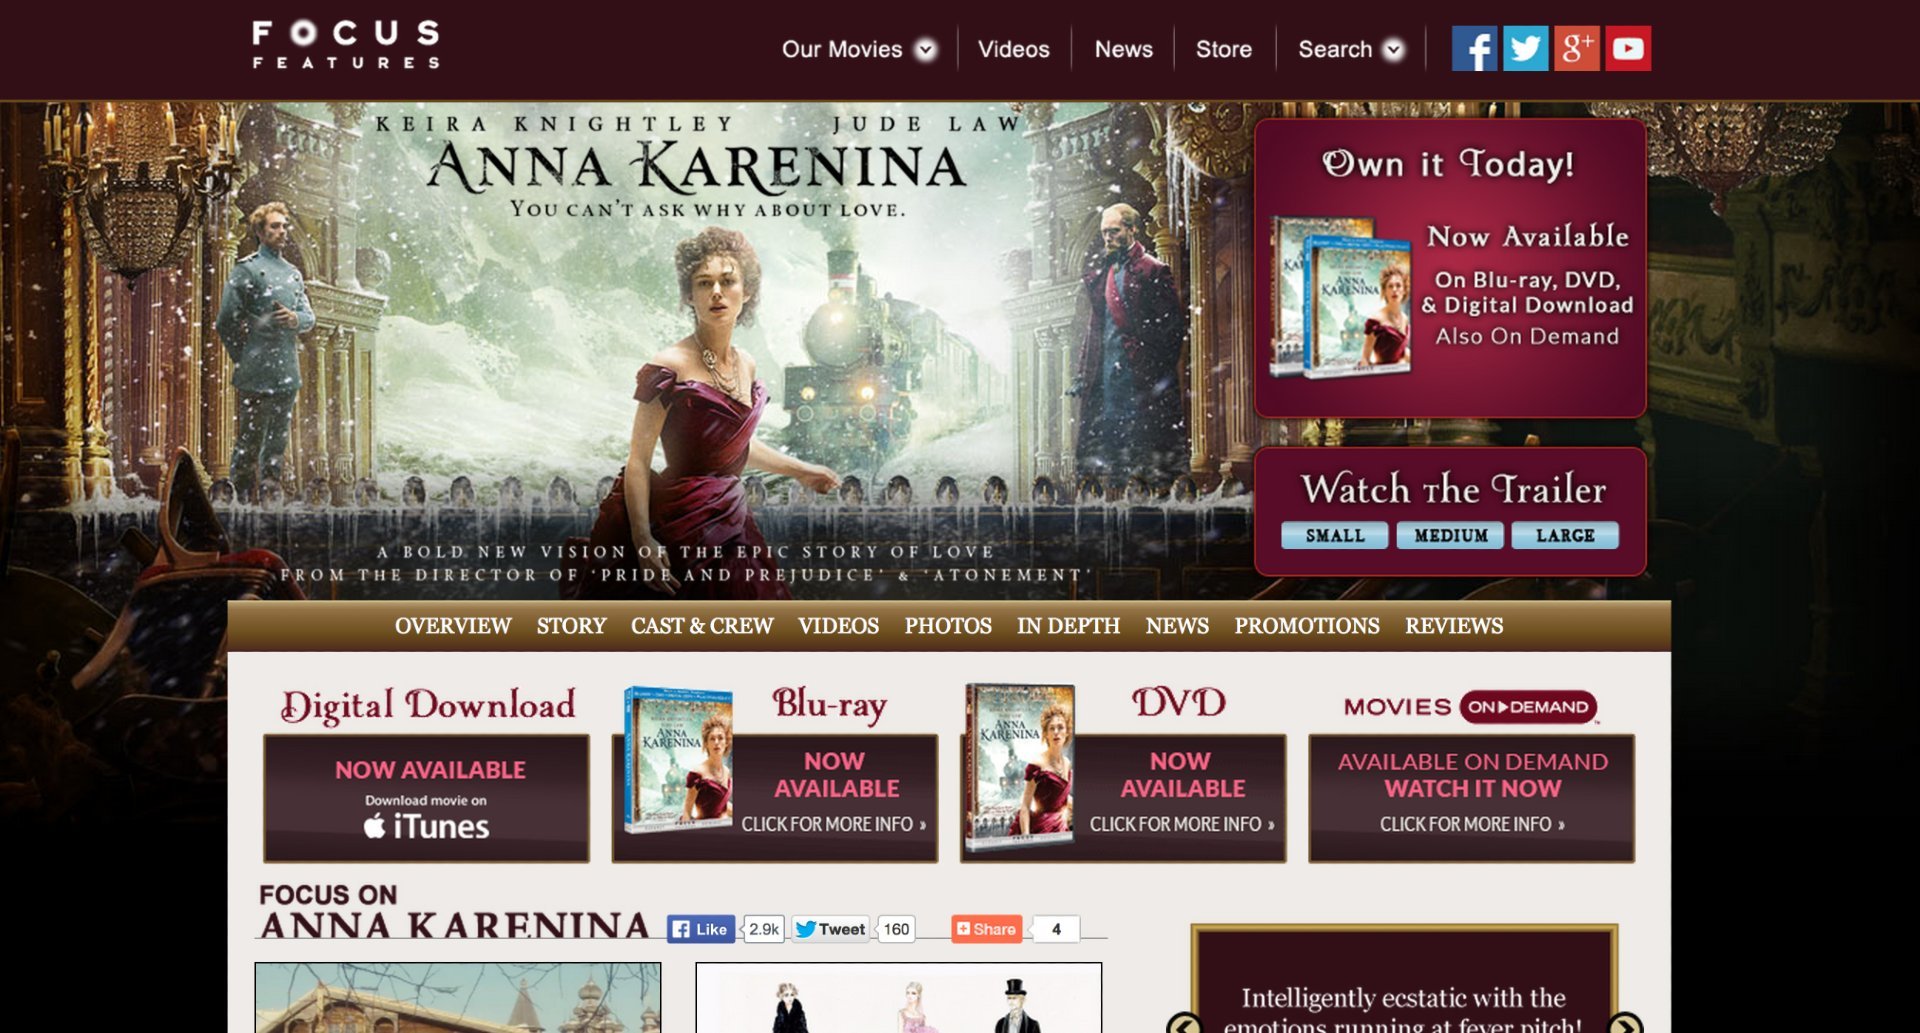 FOCUS
FEATURES
Our Movies
Videos
News
Store
Search
KEIRA KNIGHTLEY JUDE LAW
ANNA KARENINA
YOU CAN'T ASK WHY ABOUT LOVE.
A BOLD NEW VISION OF THE EPIC STORY OF LOVE
FROM THE DIRECTOR OF 'PRIDE AND PREJUDICE' & 'ATONEMENT'
Own it Today!
ANNA
KARENINA
Now Available
On Blu-ray, DVD,
& Digital Download
Also On Demand
Watch The Trailer
SMALL
MEDIUM
LARGE
OVERVIEW
STORY
CAST & CREW
VIDEOS
PHOTOS
IN DEPTH
NEWS
PROMOTIONS
REVIEWS
Digital Download
NOW AVAILABLE
Download movie on
iTunes
ANNA
KARENINA
Blu-ray
NOW
AVAILABLE
CLICK FOR MORE INFO »
ANNA
KARENINA
DVD
NOW
AVAILABLE
CLICK FOR MORE INFO »
MOVIES ON DEMAND
AVAILABLE ON DEMAND
WATCH IT NOW
CLICK FOR MORE INFO »
FOCUS ON
ANNA KARENINA
Like 2.9k
Tweet 160
Share 4
Intelligently ecstatic with the
emotions running at fever pitch!